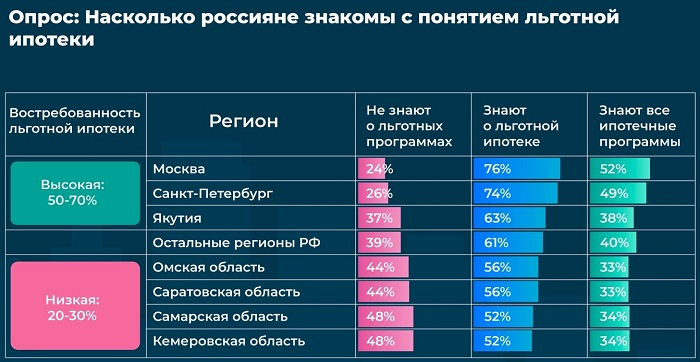 Опрос: Насколько россияне знакомы с понятием льготной
ипотеки
Востребованность
льготной ипотеки
Регион
Не знают
о льготных
программах
Знают
о льготной
ипотеке
Знают все
ипотечные
программы
Высокая:
50-70%
Москва 24% 76% 52%
Санкт-Петербург 26% 74% 49%
Якутия 37% 63% 38%
Остальные регионы РФ 39% 61% 40%
Низкая:
20-30%
Омская область 44% 56% 33%
Саратовская область 44% 56% 33%
Самарская область 48% 52% 34%
Кемеровская область 48% 52% 34%